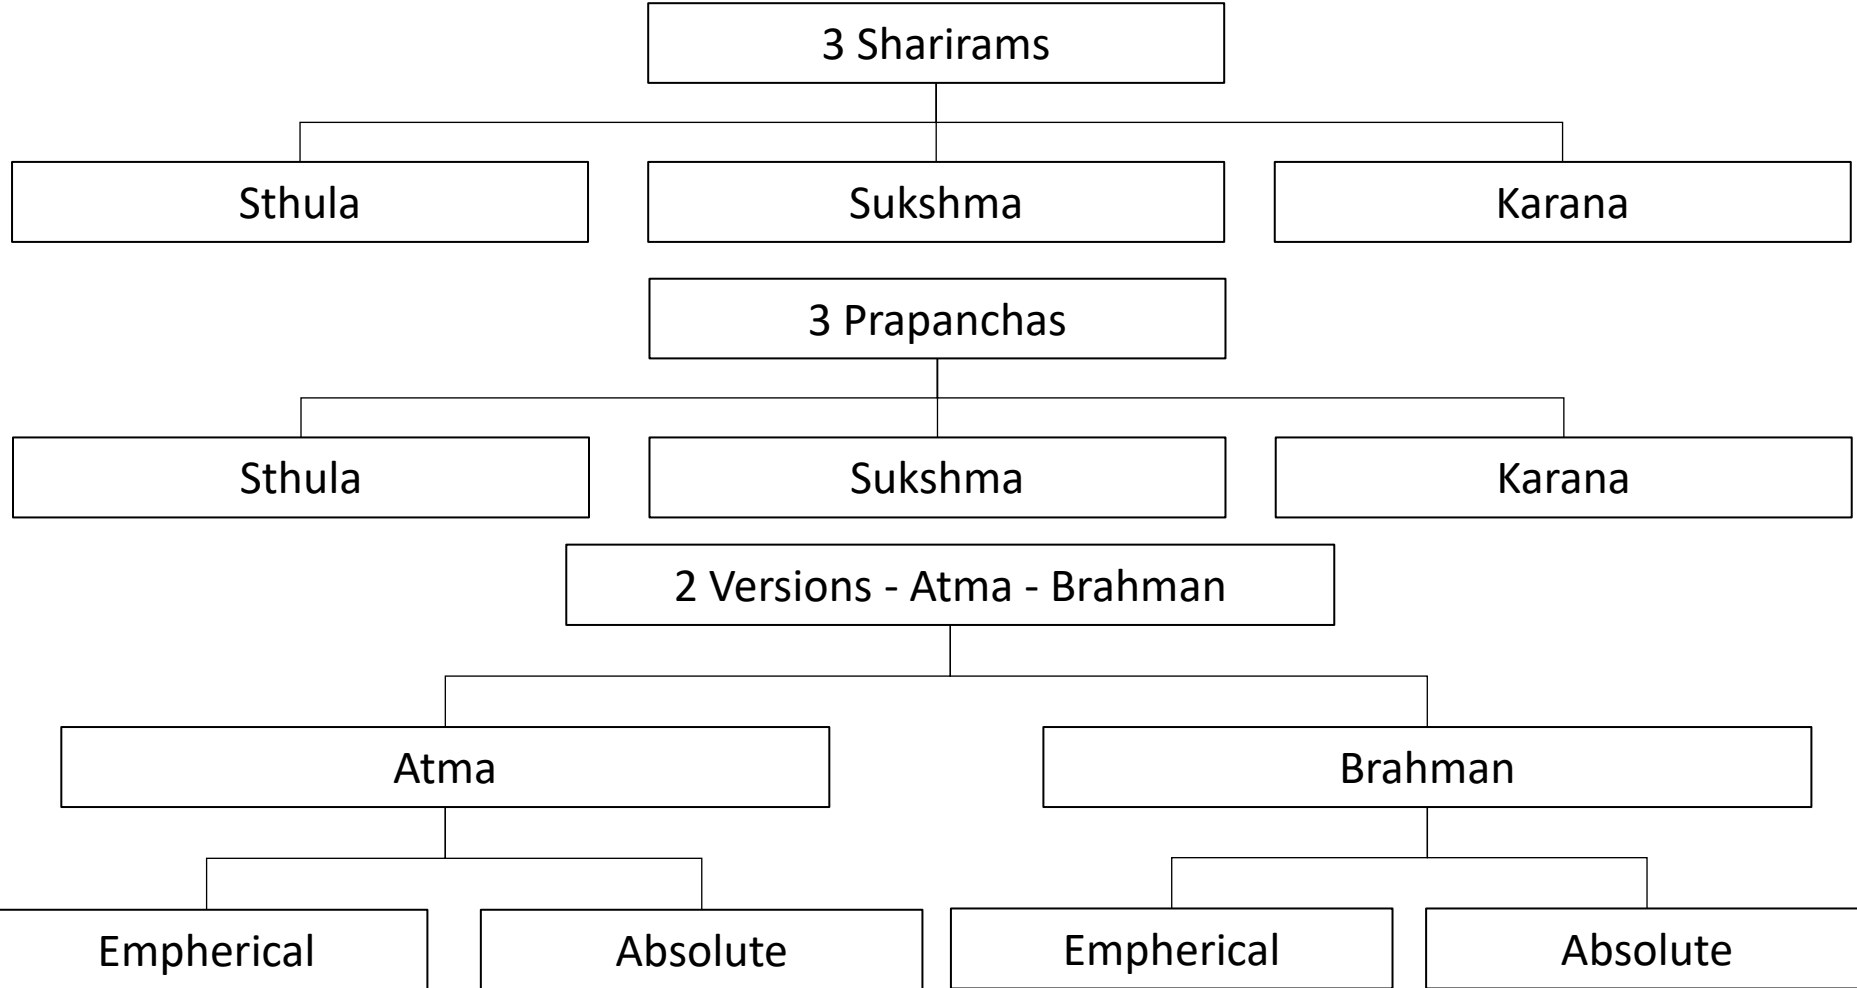 3 Sharirams
Sthula
Sukshma
Karana
3 Prapanchas
Sthula
Sukshma
Karana
2 Versions - Atma - Brahman
Atma
Brahman
Empherical
Absolute
Empherical
Absolute